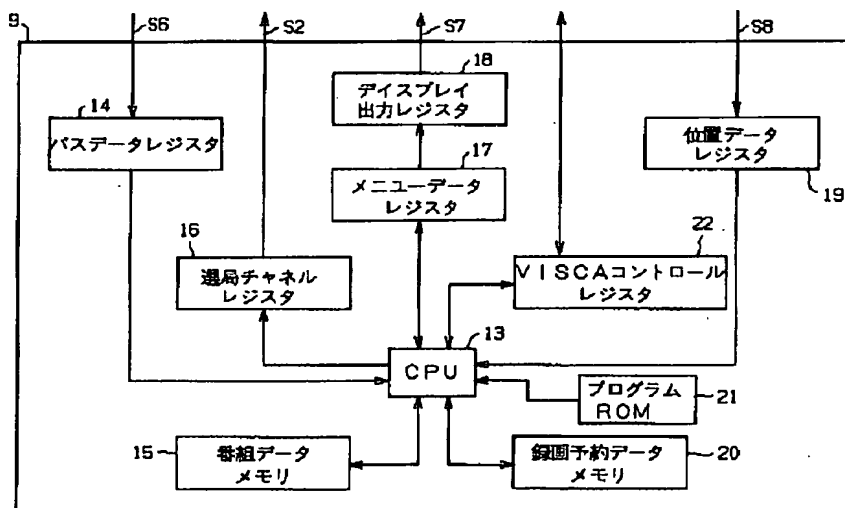 9
S6
S2
S7
S8
18
デイスプレイ
出力レジスタ
14
パスデータレジスタ
位置データ
レジスタ
19
17
メニューデータ
レジスタ
16
選局チャネル
レジスタ
22
VISCAコントロール
レジスタ
13
CPU
プログラム
ROM
21
15
番組データ
メモリ
録画予約データ
メモリ
20